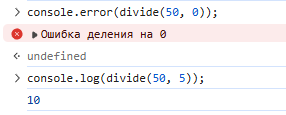 console.error(divide(50, 0));
Ошибка деления на 0
undefined
console.log(divide(50, 5));
10